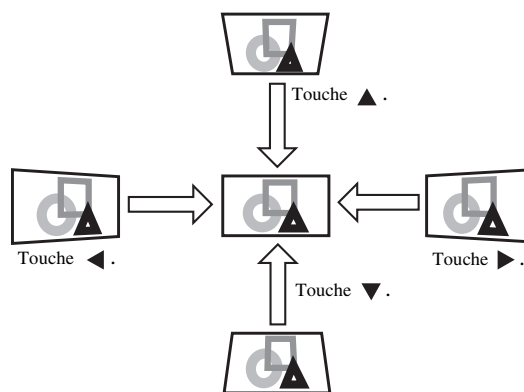 Touche ▲ .
Touche ◀ .
Touche ▶ .
Touche ▼ .